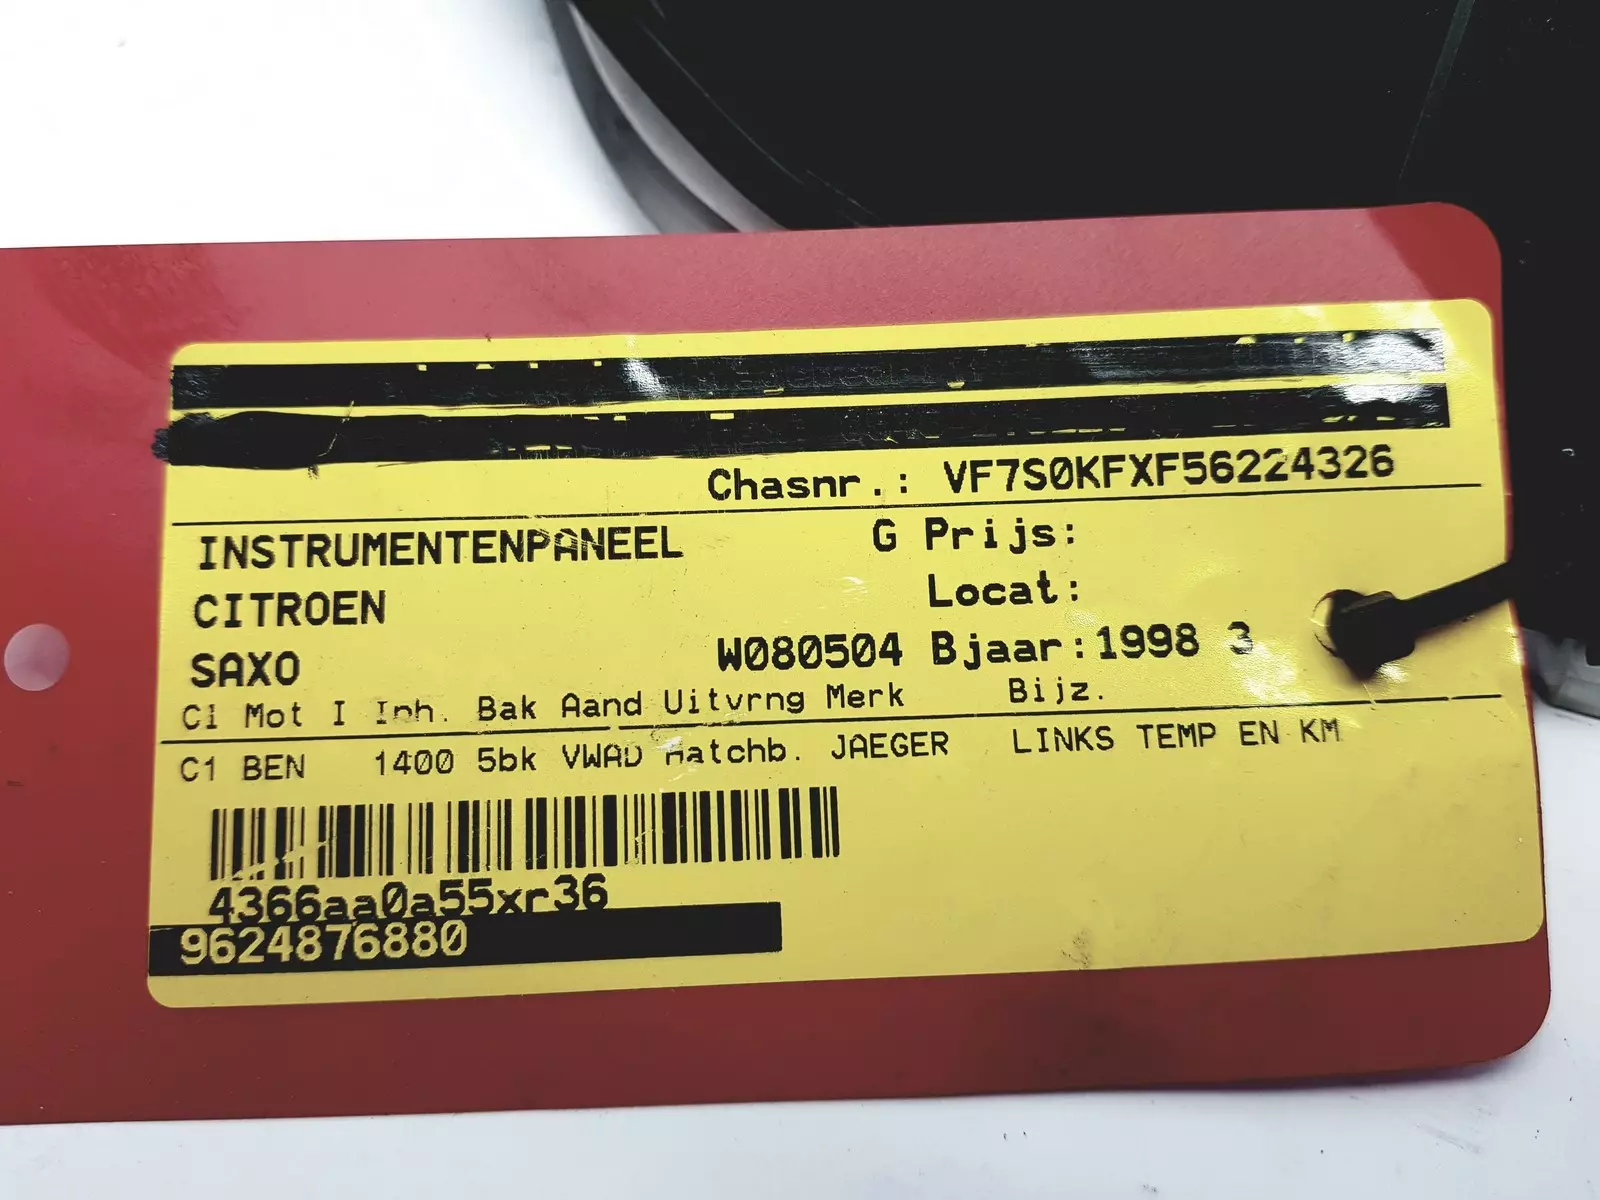 Chasnr.: VF7S0KFXF56224326
INSTRUMENTENPANEEL G Prijs:
CITROEN Locat:
SAXO W080504 Bjaar:1998 3
Cl Mot I Inh. Bak Aand Uitvrng Merk Bijz.
C1 BEN 1400 5bk VWAD Hatchb. JAEGER LINKS TEMP EN KM
4366aa0a55xr36
9624876880